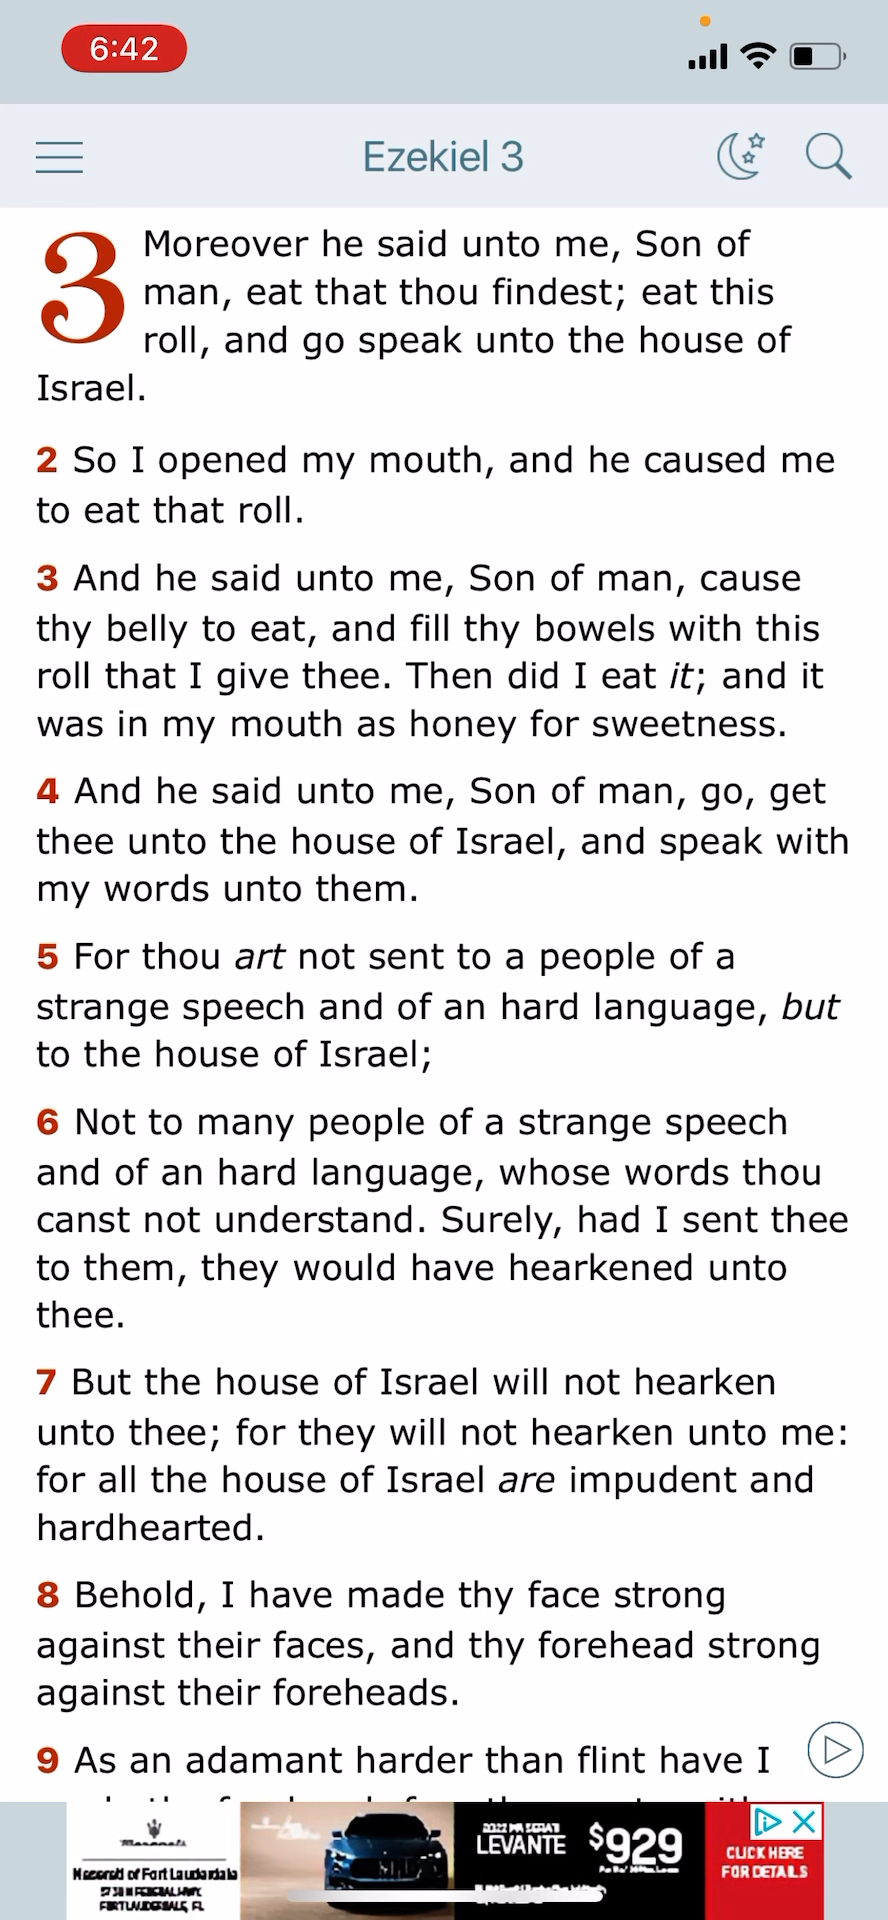 6:42
Ezekiel 3
3 Moreover he said unto me, Son of
man, eat that thou findest; eat this
roll, and go speak unto the house of
Israel.
2 So I opened my mouth, and he caused me
to eat that roll.
3 And he said unto me, Son of man, cause
thy belly to eat, and fill thy bowels with this
roll that I give thee. Then did I eat it; and it
was in my mouth as honey for sweetness.
4 And he said unto me, Son of man, go, get
thee unto the house of Israel, and speak with
my words unto them.
5 For thou art not sent to a people of a
strange speech and of an hard language, but
to the house of Israel;
6 Not to many people of a strange speech
and of an hard language, whose words thou
canst not understand. Surely, had I sent thee
to them, they would have hearkened unto
thee.
7 But the house of Israel will not hearken
unto thee; for they will not hearken unto me:
for all the house of Israel are impudent and
hardhearted.
8 Behold, I have made thy face strong
against their faces, and thy forehead strong
against their foreheads.
9 As an adamant harder than flint have I
Maserati
Maserati of Fort Lauderdale
FORT LAUDERDALE, FL
2022 MASERATI
LEVANTE
$929
CLICK HERE
FOR DETAILS